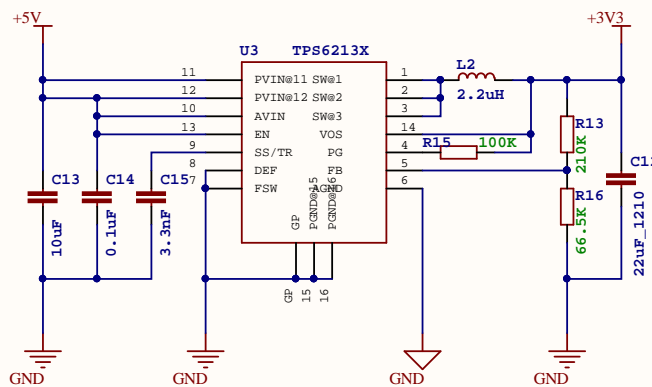 +5V
+3V3
U3 TPS6213X
L2
2.2uH
11 PVIN@11 SW@1 1
12 PVIN@12 SW@2 2
10 AVIN SW@3 3
13 EN VOS 14
9 SS/TR PG 4
8 DEF FB 5
7 FSW AGND 6
R15 100K
R13
210K
R16
66.5K
C13
10uF
C14
0.1uF
C15
3.3nF
22uF_1210
GP PGND@15 PGND@16
GP 15 16
GND GND GND GND